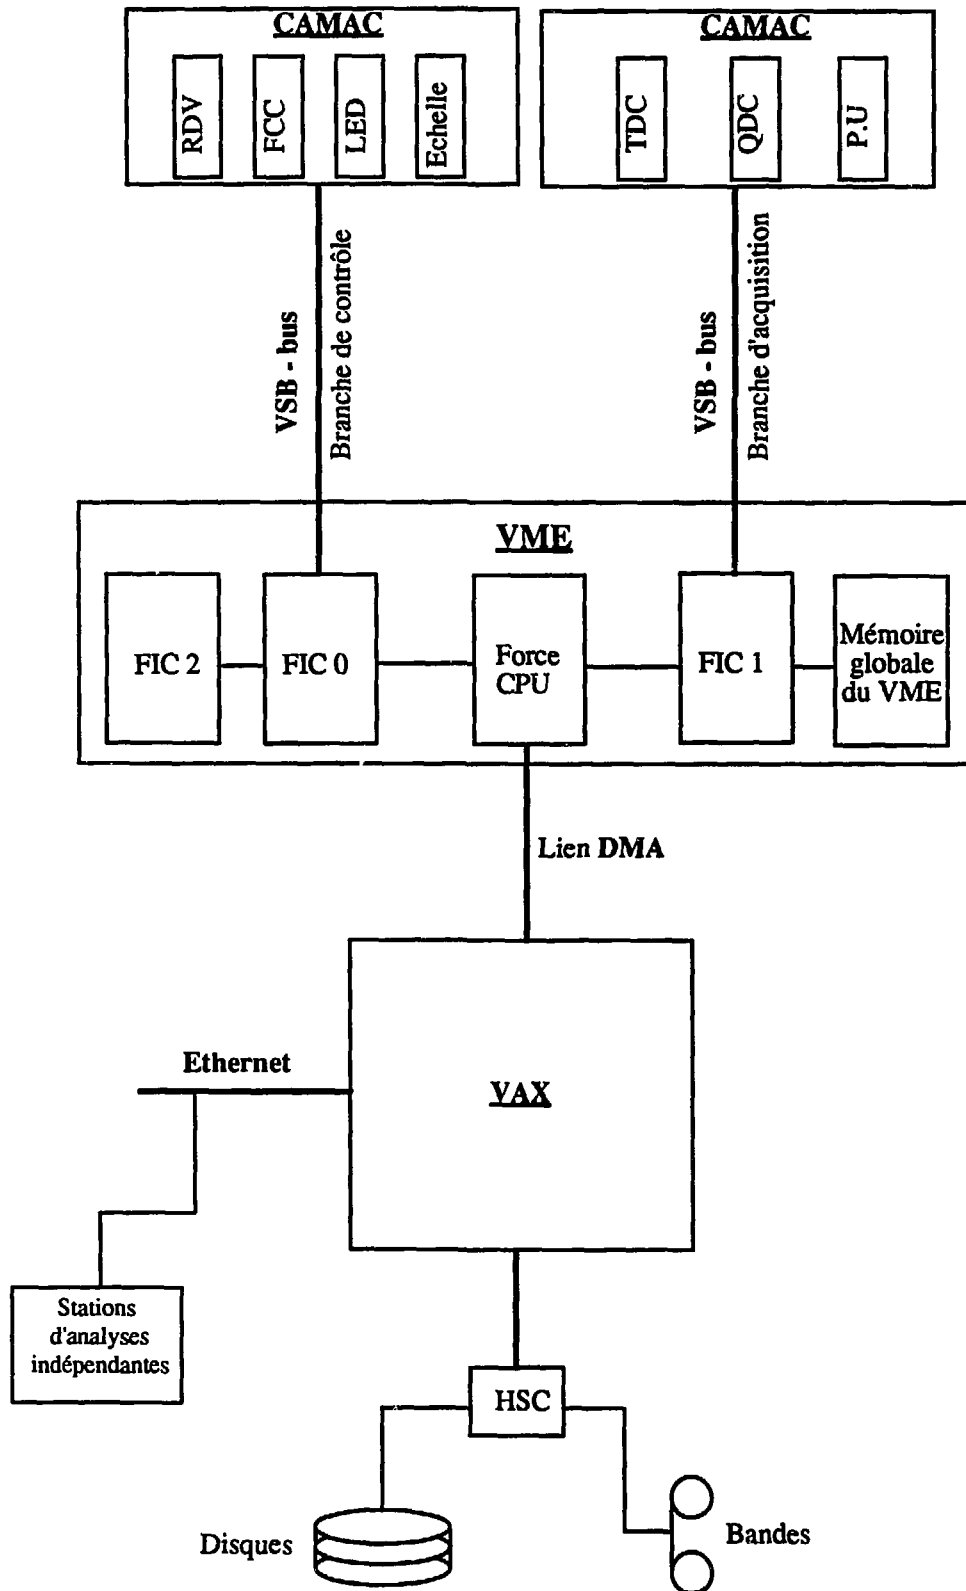 CAMAC
RDV
FCC
LED
Echelle
CAMAC
TDC
QDC
P.U
VSB - bus
Branche de contrôle
VSB - bus
Branche d'acquisition
VME
FIC 2
FIC 0
Force
CPU
FIC 1
Mémoire
globale
du VME
Lien DMA
Ethernet
VAX
Stations
d'analyses
indépendantes
HSC
Disques
Bandes